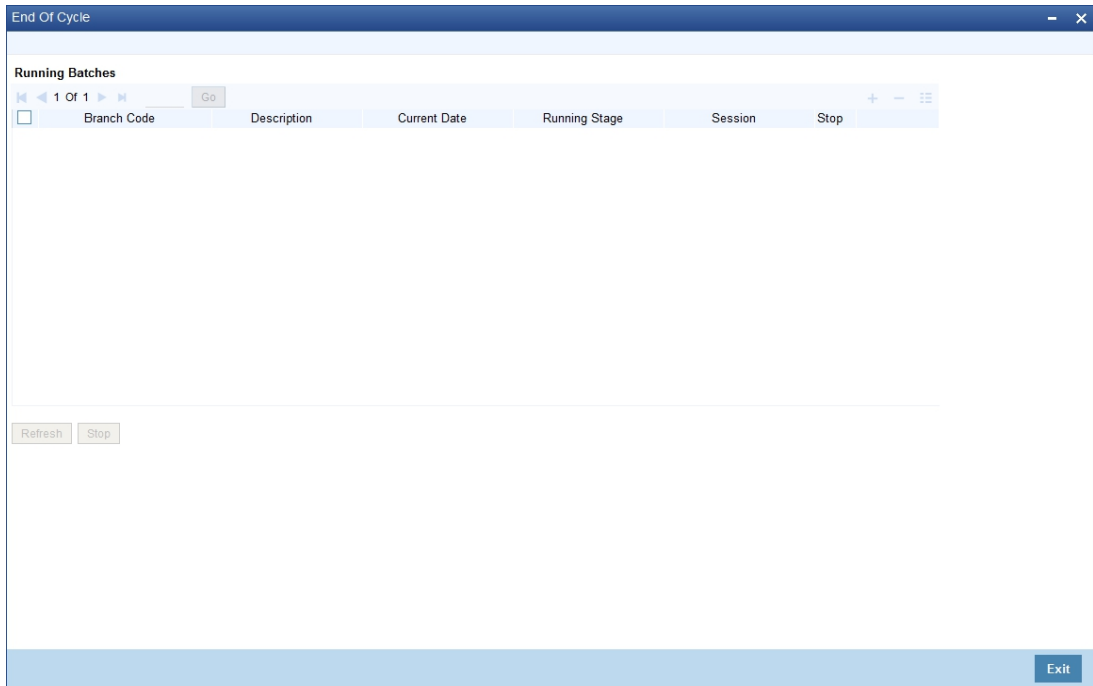 End Of Cycle
Running Batches
1 Of 1 Go
Branch Code Description Current Date Running Stage Session Stop
Refresh Stop
Exit